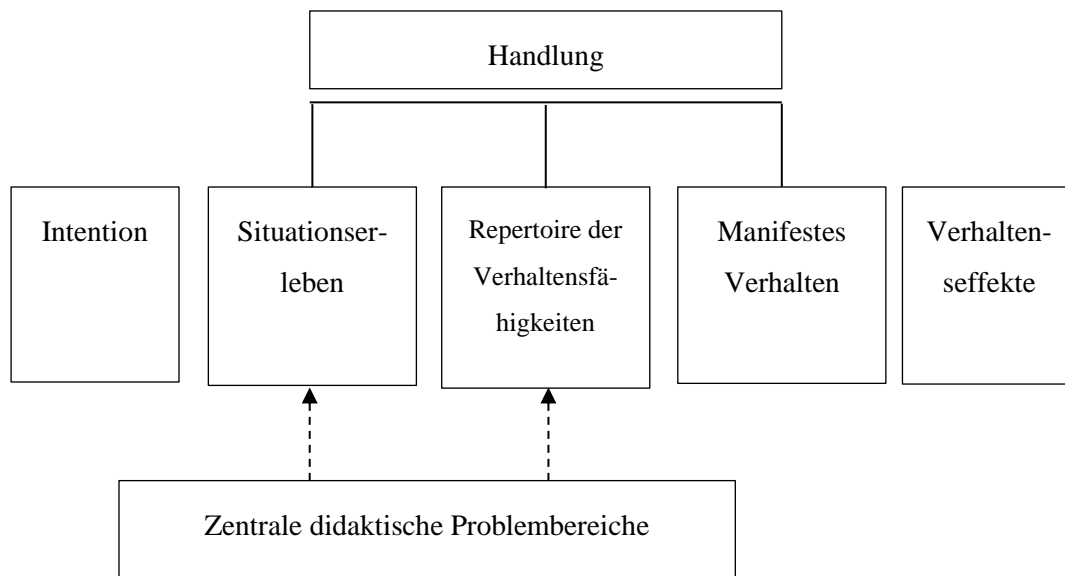 Handlung
Intention
Situationser-
leben
Repertoire der
Verhaltensfä-
higkeiten
Manifestes
Verhalten
Verhalten-
seffekte
Zentrale didaktische Problembereiche